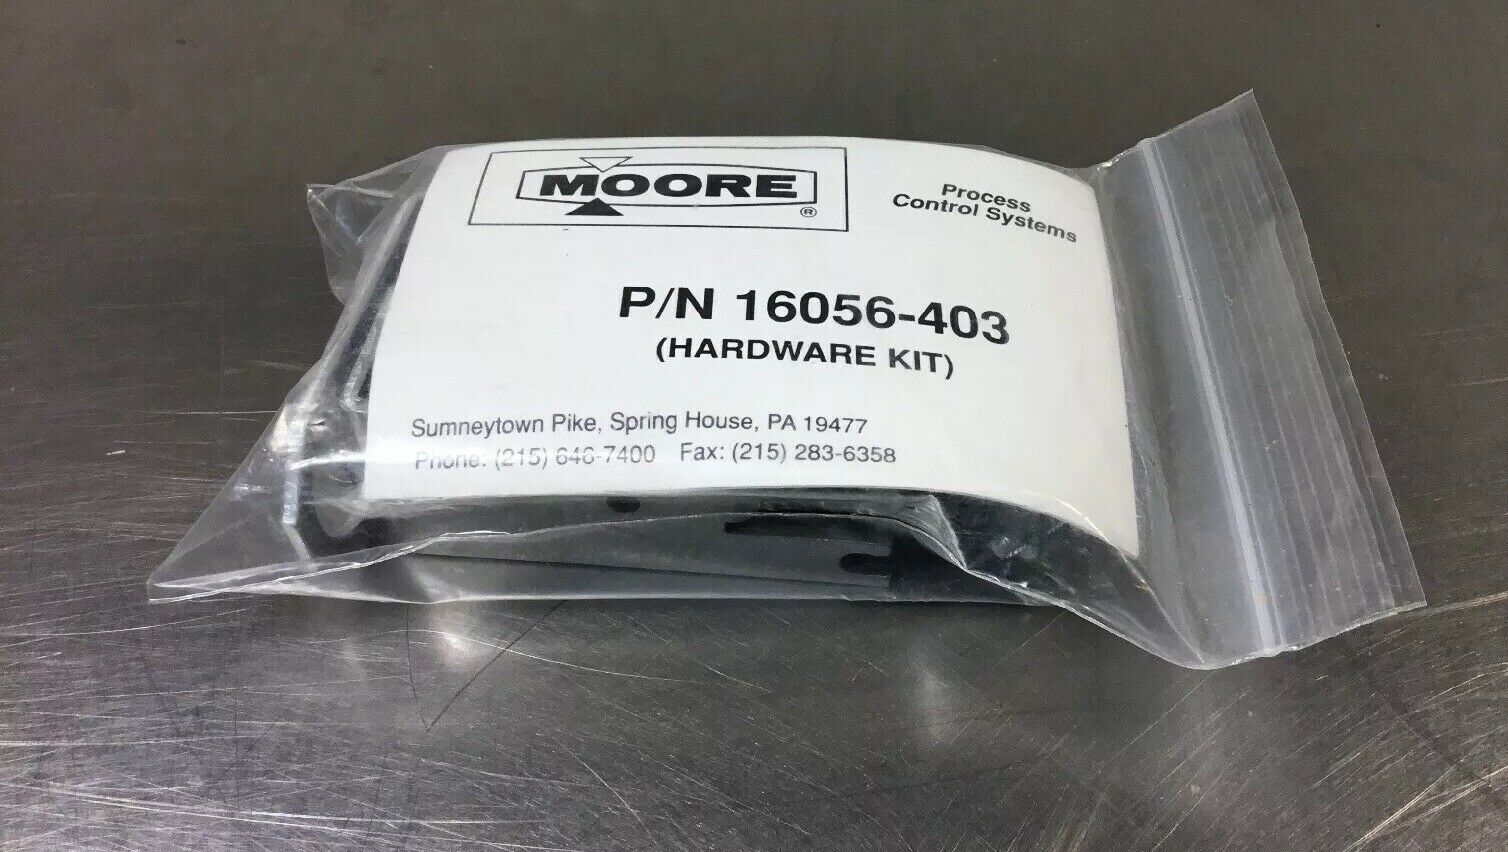 MOORE
®
Process
Control Systems
P/N 16056-403
(HARDWARE KIT)
Sumneytown Pike, Spring House, PA 19477
Phone: (215) 646-7400 Fax: (215) 283-6358